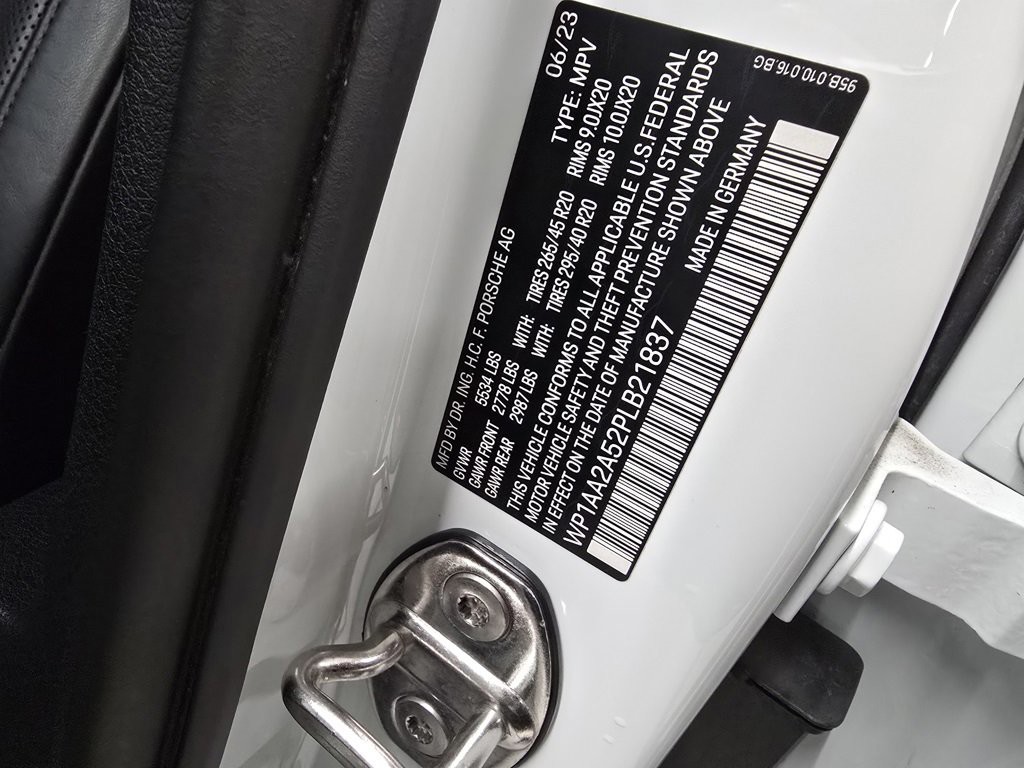 MFD BY DR. ING. H.C. F. PORSCHE AG 06/23
GVWR 5534 LBS TYPE: MPV
GAWR FRONT 2778 LBS WITH: TIRES 265/45 R20 RIMS 9.0JX20
GAWR REAR 2987 LBS WITH: TIRES 295/40 R20 RIMS 10.0JX20
THIS VEHICLE CONFORMS TO ALL APPLICABLE U.S. FEDERAL
MOTOR VEHICLE SAFETY AND THEFT PREVENTION STANDARDS
IN EFFECT ON THE DATE OF MANUFACTURE SHOWN ABOVE
WP1AA2A52PLB21837 MADE IN GERMANY
95B.010.016.BG